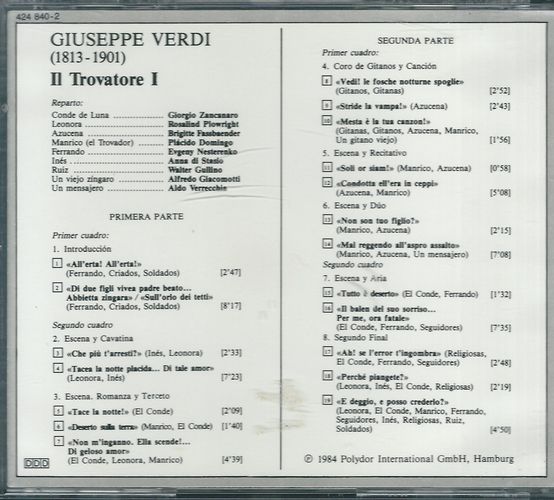 424 840-2
GIUSEPPE VERDI
(1813-1901)
Il Trovatore I
Reparto:
Conde de Luna ........ Giorgio Zancanaro
Leonora ........ Rosalind Plowright
Azucena ........ Brigitte Fassbaender
Manrico (el Trovador) ........ Plácido Domingo
Ferrando ........ Evgeny Nesterenko
Inés ........ Anna di Stasio
Ruiz ........ Walter Gullino
Un viejo zíngaro ........ Alfredo Giacomotti
Un mensajero ........ Aldo Verrecchia
PRIMERA PARTE
Primer cuadro:
1. Introducción
1 «All'erta! All'erta!»
(Ferrando, Criados, Soldados) [2'47]
2 «Di due figli vivea padre beato...
Abbietta zingara» / «Sull'orlo dei tetti»
(Ferrando, Criados, Soldados) [8'17]
Segundo cuadro
2. Escena y Cavatina
3 «Che più t'arresti?» (Inés, Leonora) [2'33]
4 «Tacea la notte placida... Di tale amor»
(Leonora, Inés) [7'23]
3. Escena. Romanza y Terceto
5 «Tace la notte!» (El Conde) [2'09]
6 «Deserto sulla terra» (Manrico, El Conde) [1'40]
7 «Non m'inganno. Ella scende!...
Di geloso amor»
(El Conde, Leonora, Manrico) [4'39]
DDD
SEGUNDA PARTE
Primer cuadro:
4. Coro de Gitanos y Canción
8 «Vedi! le fosche notturne spoglie»
(Gitanos, Gitanas) [2'52]
9 «Stride la vampa!» (Azucena) [2'43]
10 «Mesta è la tua canzon!»
(Gitanas, Gitanos, Azucena, Manrico,
Un gitano viejo) [1'56]
5. Escena y Recitativo
11 «Soli or siam!» (Manrico, Azucena) [0'58]
12 «Condotta ell'era in ceppi»
(Azucena, Manrico) [5'08]
6. Escena y Dúo
13 «Non son tuo figlio?»
(Manrico, Azucena) [2'15]
14 «Mal reggendo all'aspro assalto»
(Manrico, Azucena, Un mensajero) [7'08]
Segundo cuadro
7. Escena y Aria
15 «Tutto è deserto» (El Conde, Ferrando) [1'32]
16 «Il balen del suo sorriso...
Per me, ora fatale»
(El Conde, Ferrando, Seguidores) [7'35]
8. Segundo Final
17 «Ah! se l'error t'ingombra» (Religiosas,
El Conde, Ferrando, Seguidores) [2'48]
18 «Perchè piangete?»
(Leonora, Inés, El Conde, Religiosas) [2'19]
19 «E deggio, e posso crederlo?»
(Leonora, El Conde, Manrico, Ferrando,
Seguidores, Inés, Religiosas, Ruiz,
Soldados) [4'50]
℗ 1984 Polydor International GmbH, Hamburg